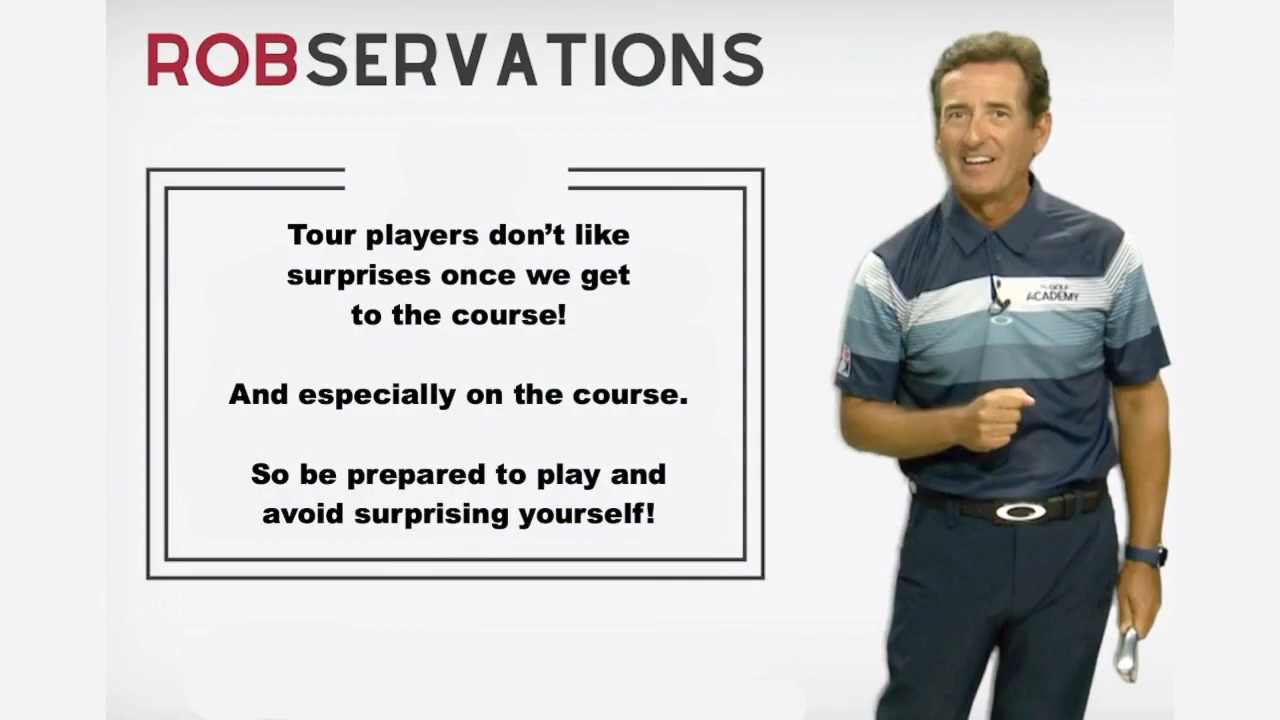 ROBSERVATIONS
Tour players don’t like
surprises once we get
to the course!
And especially on the course.
So be prepared to play and
avoid surprising yourself!
GOLF
ACADEMY